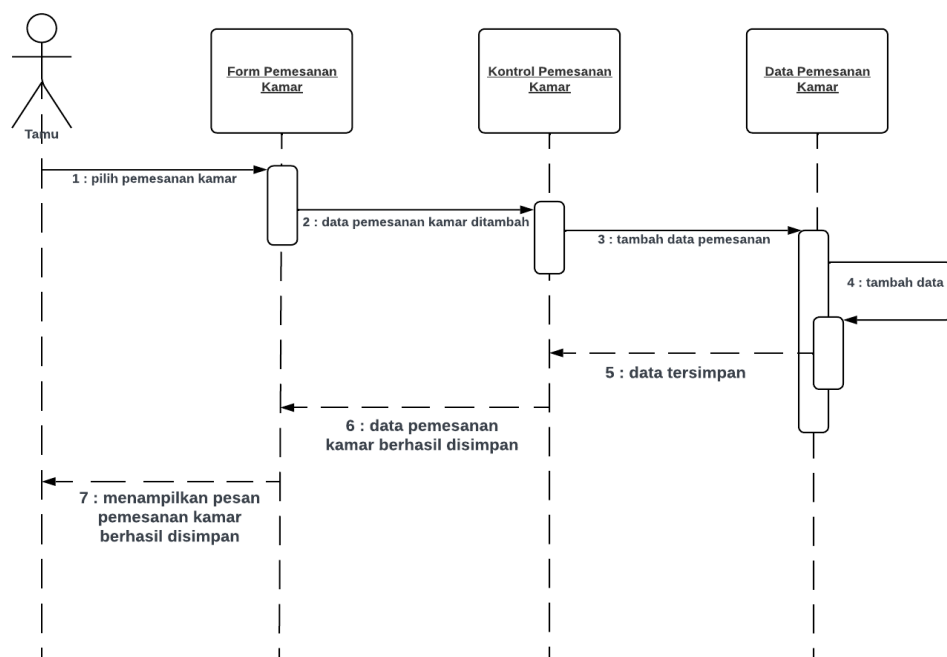 Form Pemesanan
Kamar
Kontrol Pemesanan
Kamar
Data Pemesanan
Kamar
Tamu
1 : pilih pemesanan kamar
2 : data pemesanan kamar ditambah
3 : tambah data pemesanan
4 : tambah data
5 : data tersimpan
6 : data pemesanan
kamar berhasil disimpan
7 : menampilkan pesan
pemesanan kamar
berhasil disimpan